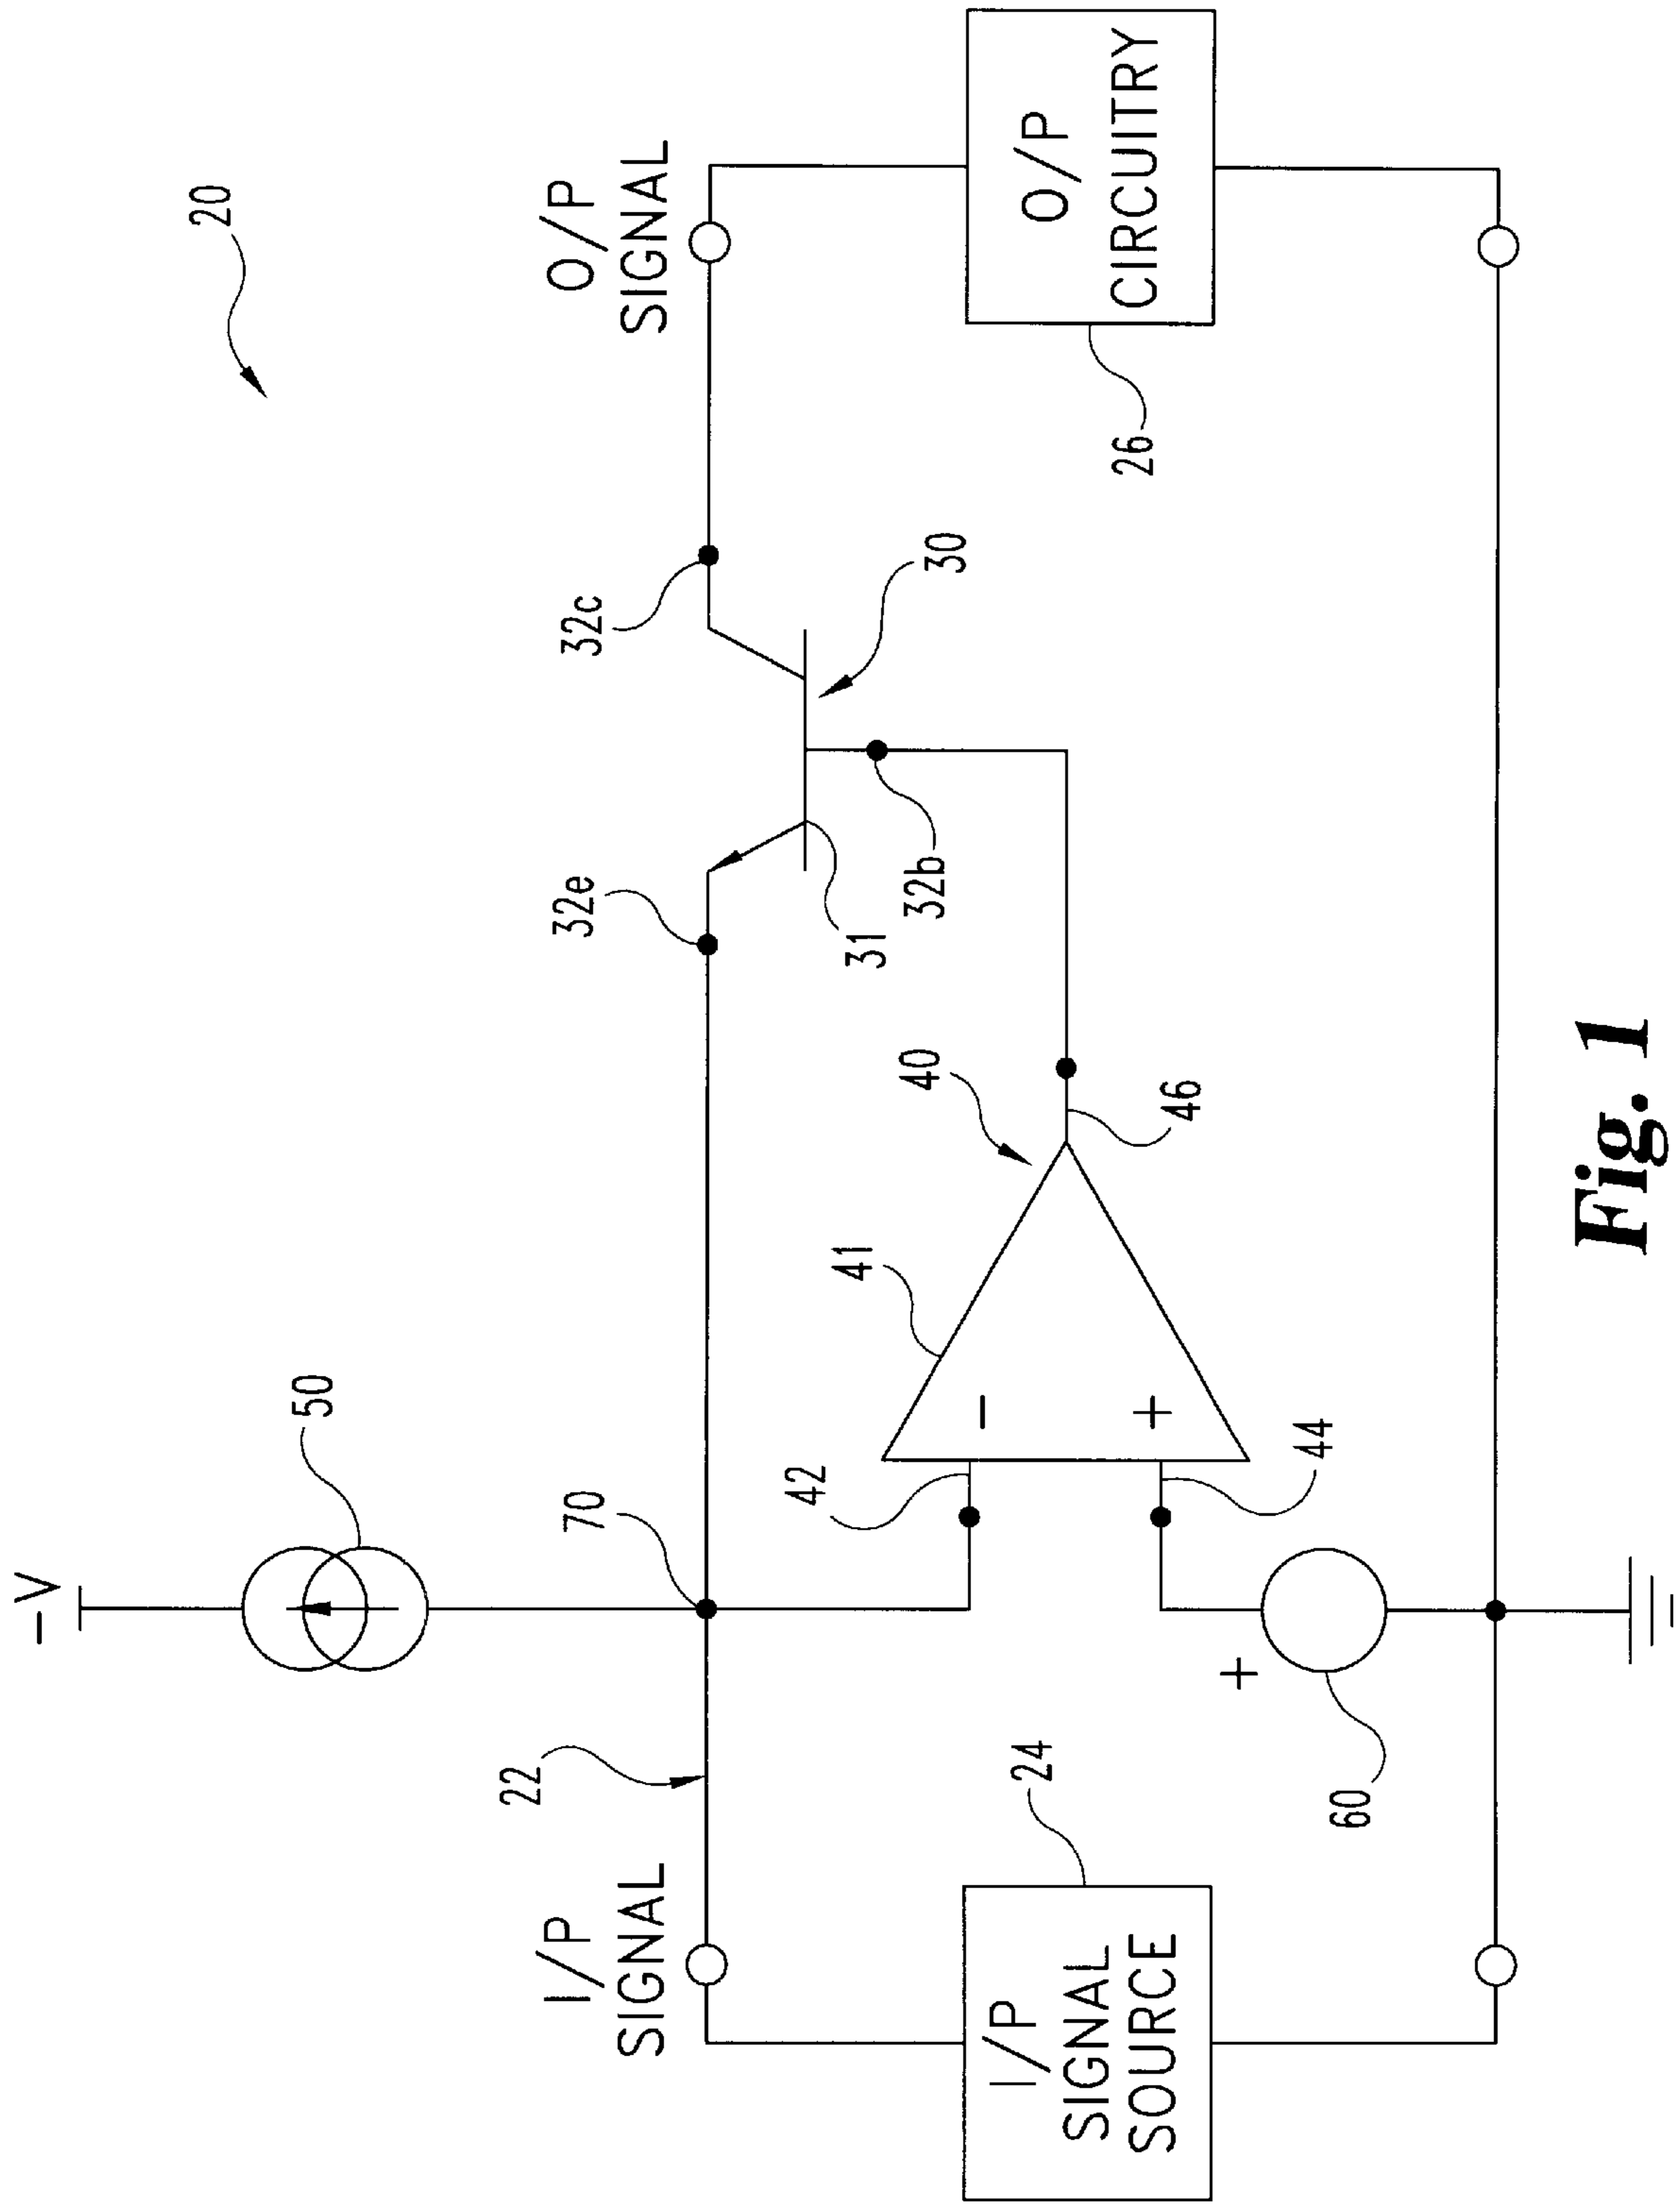 20
-V
50
O/P
SIGNAL
I/P
SIGNAL
22
70
32e
32c
31
32b
30
O/P
CIRCUITRY
26
42
41
40
46
-
+
44
24
I/P
SIGNAL
SOURCE
+
60
Fig. 1